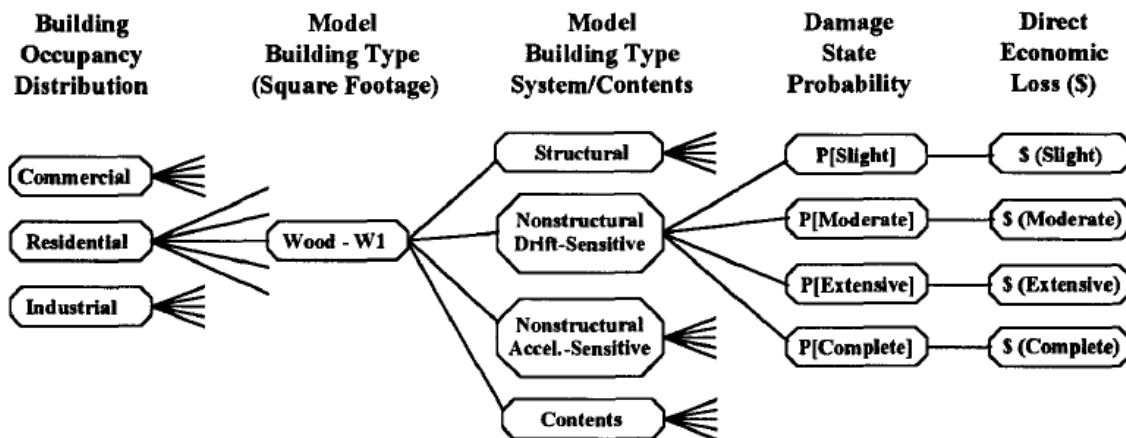 Building
Occupancy
Distribution
Model
Building Type
(Square Footage)
Model
Building Type
System/Contents
Damage
State
Probability
Direct
Economic
Loss ($)
Commercial
Residential
Industrial
Wood - W1
Structural
Nonstructural
Drift-Sensitive
Nonstructural
Accel.-Sensitive
Contents
P[Slight]
P[Moderate]
P[Extensive]
P[Complete]
$ (Slight)
$ (Moderate)
$ (Extensive)
$ (Complete)